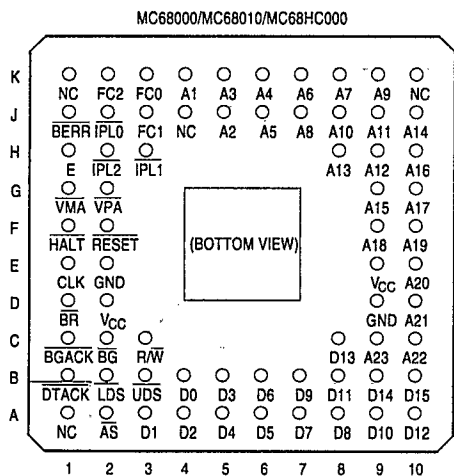 MC68000/MC68010/MC68HC000
K NC FC2 FC0 A1 A3 A4 A6 A7 A9 NC
J BERR IPL0 FC1 NC A2 A5 A8 A10 A11 A14
H E IPL2 IPL1 A13 A12 A16
G VMA VPA A15 A17
F HALT RESET (BOTTOM VIEW) A18 A19
E CLK GND VCC A20
D BR VCC GND A21
C BGACK BG R/W D13 A23 A22
B DTACK LDS UDS D0 D3 D6 D9 D11 D14 D15
A NC AS D1 D2 D4 D5 D7 D8 D10 D12
1 2 3 4 5 6 7 8 9 10